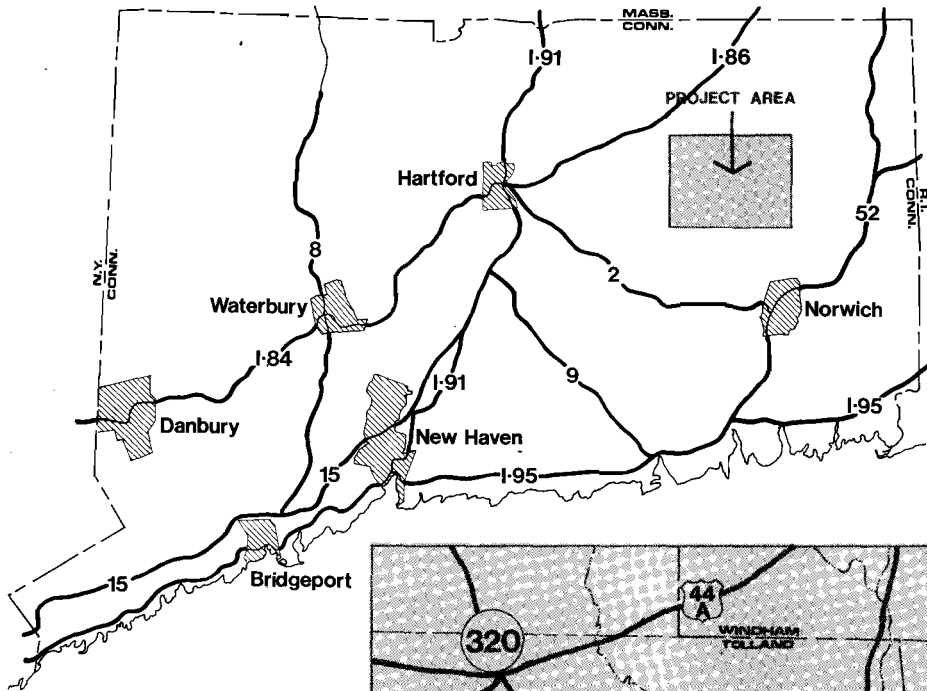 MASS.
CONN.
I-91
I-86
PROJECT AREA
Hartford
R.I.
CONN.
52
N.Y.
CONN.
8
2
Waterbury
Norwich
I-84
I-91
9
Danbury
I-95
New Haven
15
I-95
Bridgeport
15
44
A
WINDHAM
TOLLAND
320